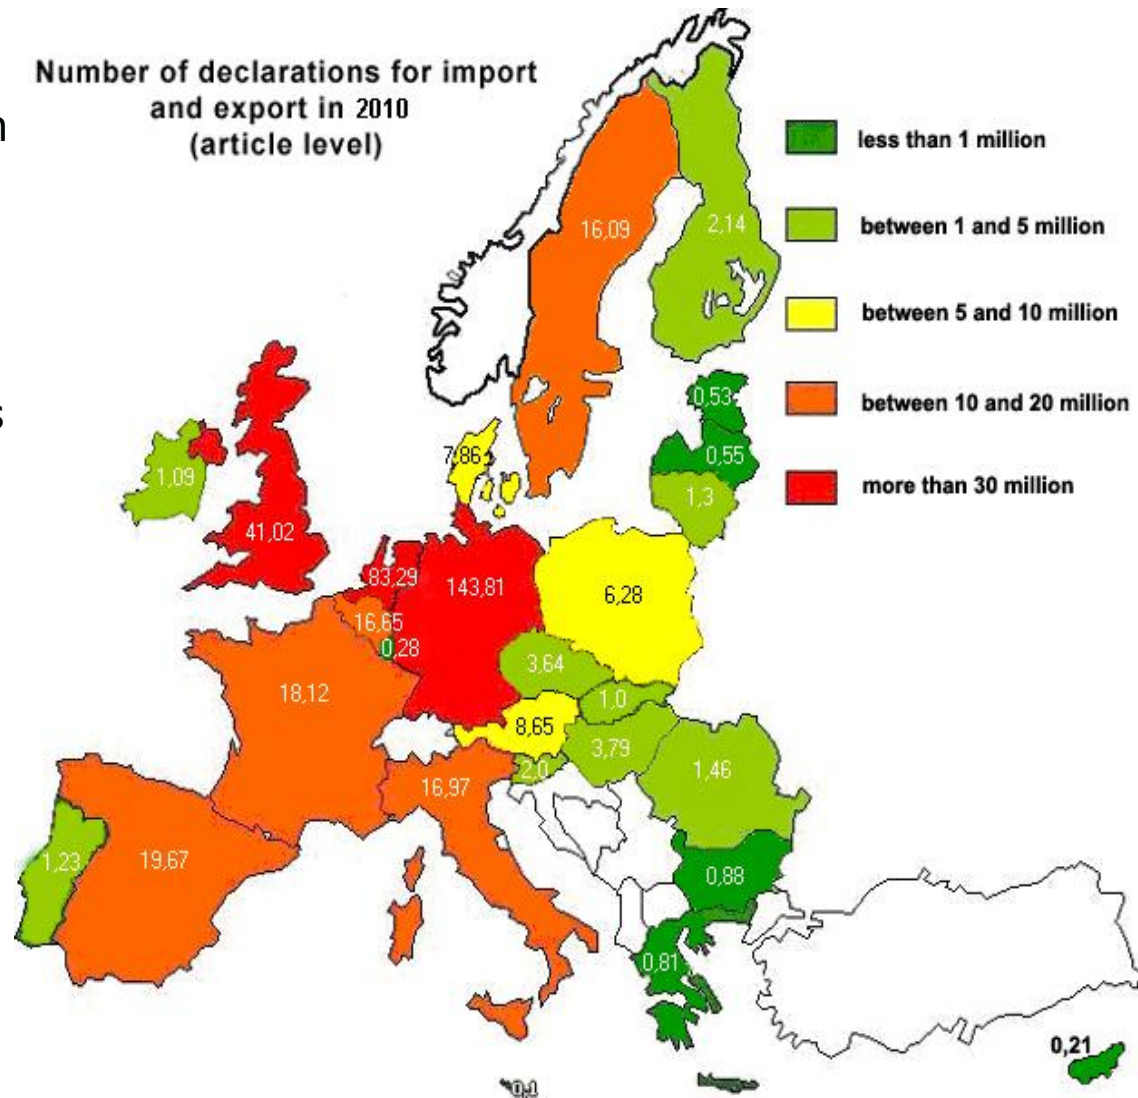 Number of declarations for import
and export in 2010
(article level)
n
s
less than 1 million
between 1 and 5 million
between 5 and 10 million
between 10 and 20 million
more than 30 million
16,09
2,14
0,53
0,55
1,3
7,86
1,09
41,02
83,29
143,81
6,28
16,65
0,28
3,64
18,12
1,0
8,65
3,79
2,0
1,46
16,97
1,23
19,67
0,88
0,81
0,21
0,1